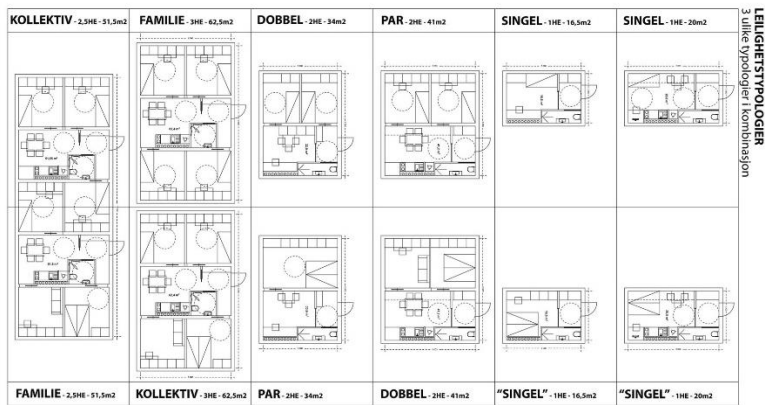 KOLLEKTIV - 2,5HE - 51,5m2
FAMILIE - 3HE - 62,5m2
DOBBEL - 2HE - 34m2
PAR - 2HE - 41m2
SINGEL - 1HE - 16,5m2
SINGEL - 1HE - 20m2
LEILIGHETSTYPOLOGIER
3 ulike typologier i kombinasjon
FAMILIE - 2,5HE - 51,5m2
KOLLEKTIV - 3HE - 62,5m2
PAR - 2HE - 34m2
DOBBEL - 2HE - 41m2
"SINGEL" - 1HE - 16,5m2
"SINGEL" - 1HE - 20m2